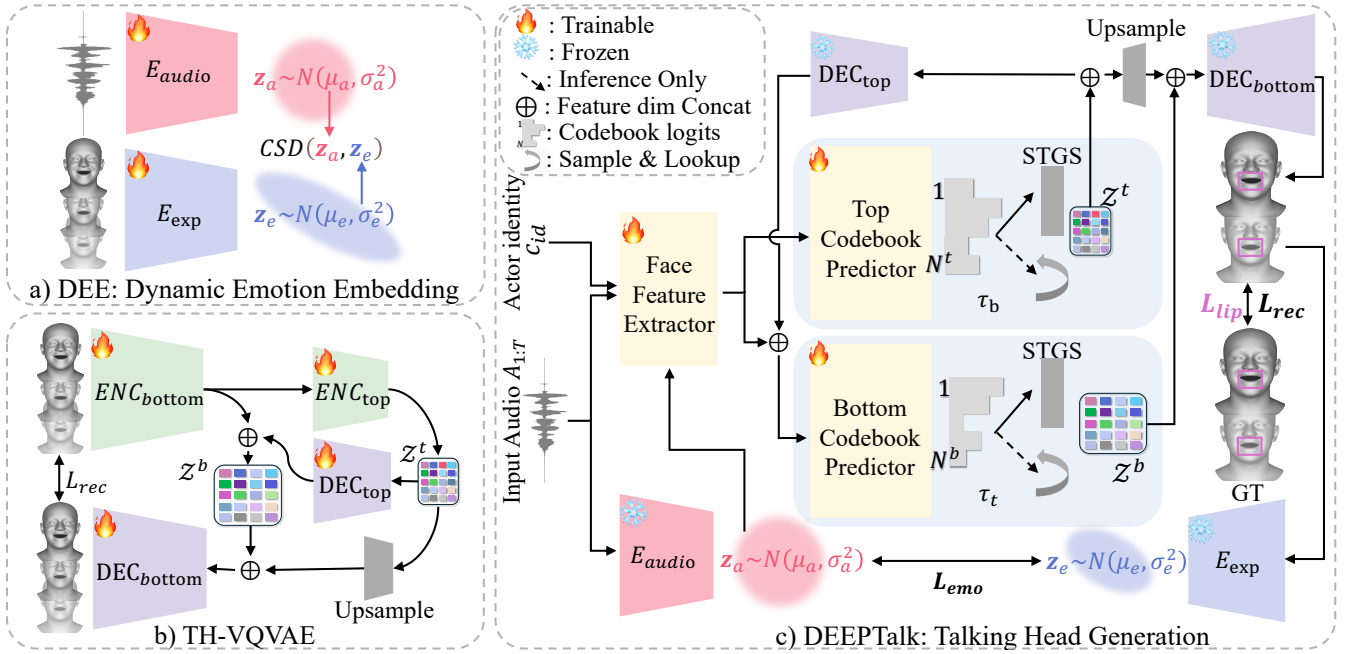 E_audio
z_a~N(μ_a, σ_a^2)
CSD(z_a, z_e)
E_exp
z_e~N(μ_e, σ_e^2)
a) DEE: Dynamic Emotion Embedding
ENC_bottom
ENC_top
⊕
Z^b
Z^t
DEC_top
L_rec
DEC_bottom
⊕
Upsample
b) TH-VQVAE
: Trainable
: Frozen
: Inference Only
⊕: Feature dim Concat
1
N
: Codebook logits
: Sample & Lookup
DEC_top
⊕
Upsample
⊕
DEC_bottom
Actor identity
c_id
Input Audio A_1:T
Face
Feature
Extractor
⊕
Top
Codebook
Predictor
1
N^t
STGS
Z^t
τ_b
Bottom
Codebook
Predictor
1
N^b
STGS
Z^b
τ_t
L_lip
L_rec
GT
E_audio
z_a~N(μ_a, σ_a^2)
L_emo
z_e~N(μ_e, σ_e^2)
E_exp
c) DEEPTalk: Talking Head Generation